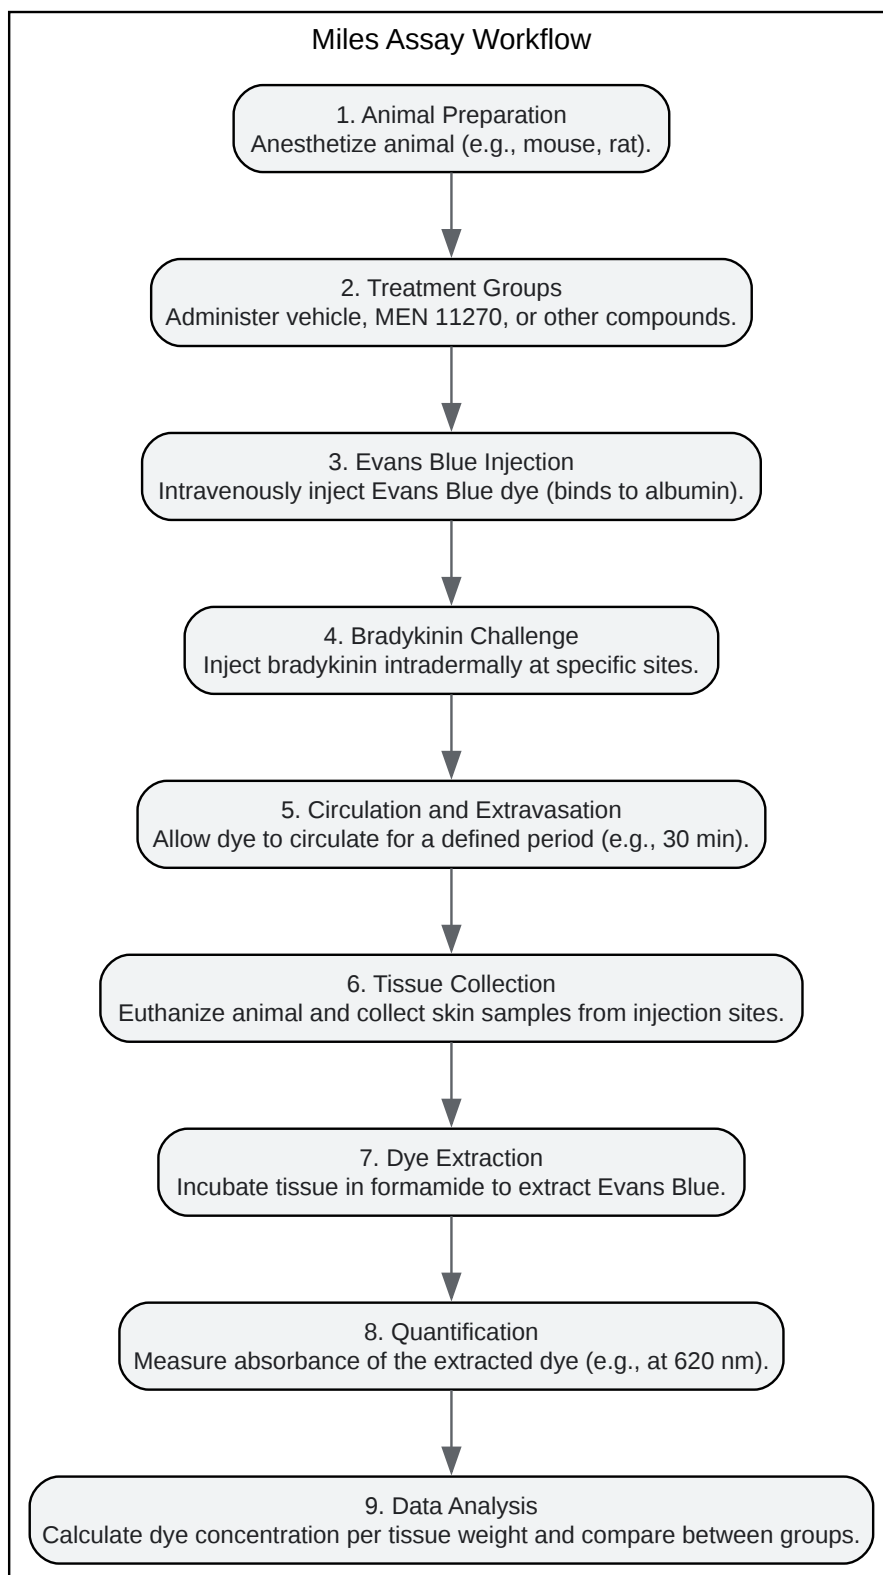 Miles Assay Workflow
1. Animal Preparation
Anesthetize animal (e.g., mouse, rat).
2. Treatment Groups
Administer vehicle, MEN 11270, or other compounds.
3. Evans Blue Injection
Intravenously inject Evans Blue dye (binds to albumin).
4. Bradykinin Challenge
Inject bradykinin intradermally at specific sites.
5. Circulation and Extravasation
Allow dye to circulate for a defined period (e.g., 30 min).
6. Tissue Collection
Euthanize animal and collect skin samples from injection sites.
7. Dye Extraction
Incubate tissue in formamide to extract Evans Blue.
8. Quantification
Measure absorbance of the extracted dye (e.g., at 620 nm).
9. Data Analysis
Calculate dye concentration per tissue weight and compare between groups.